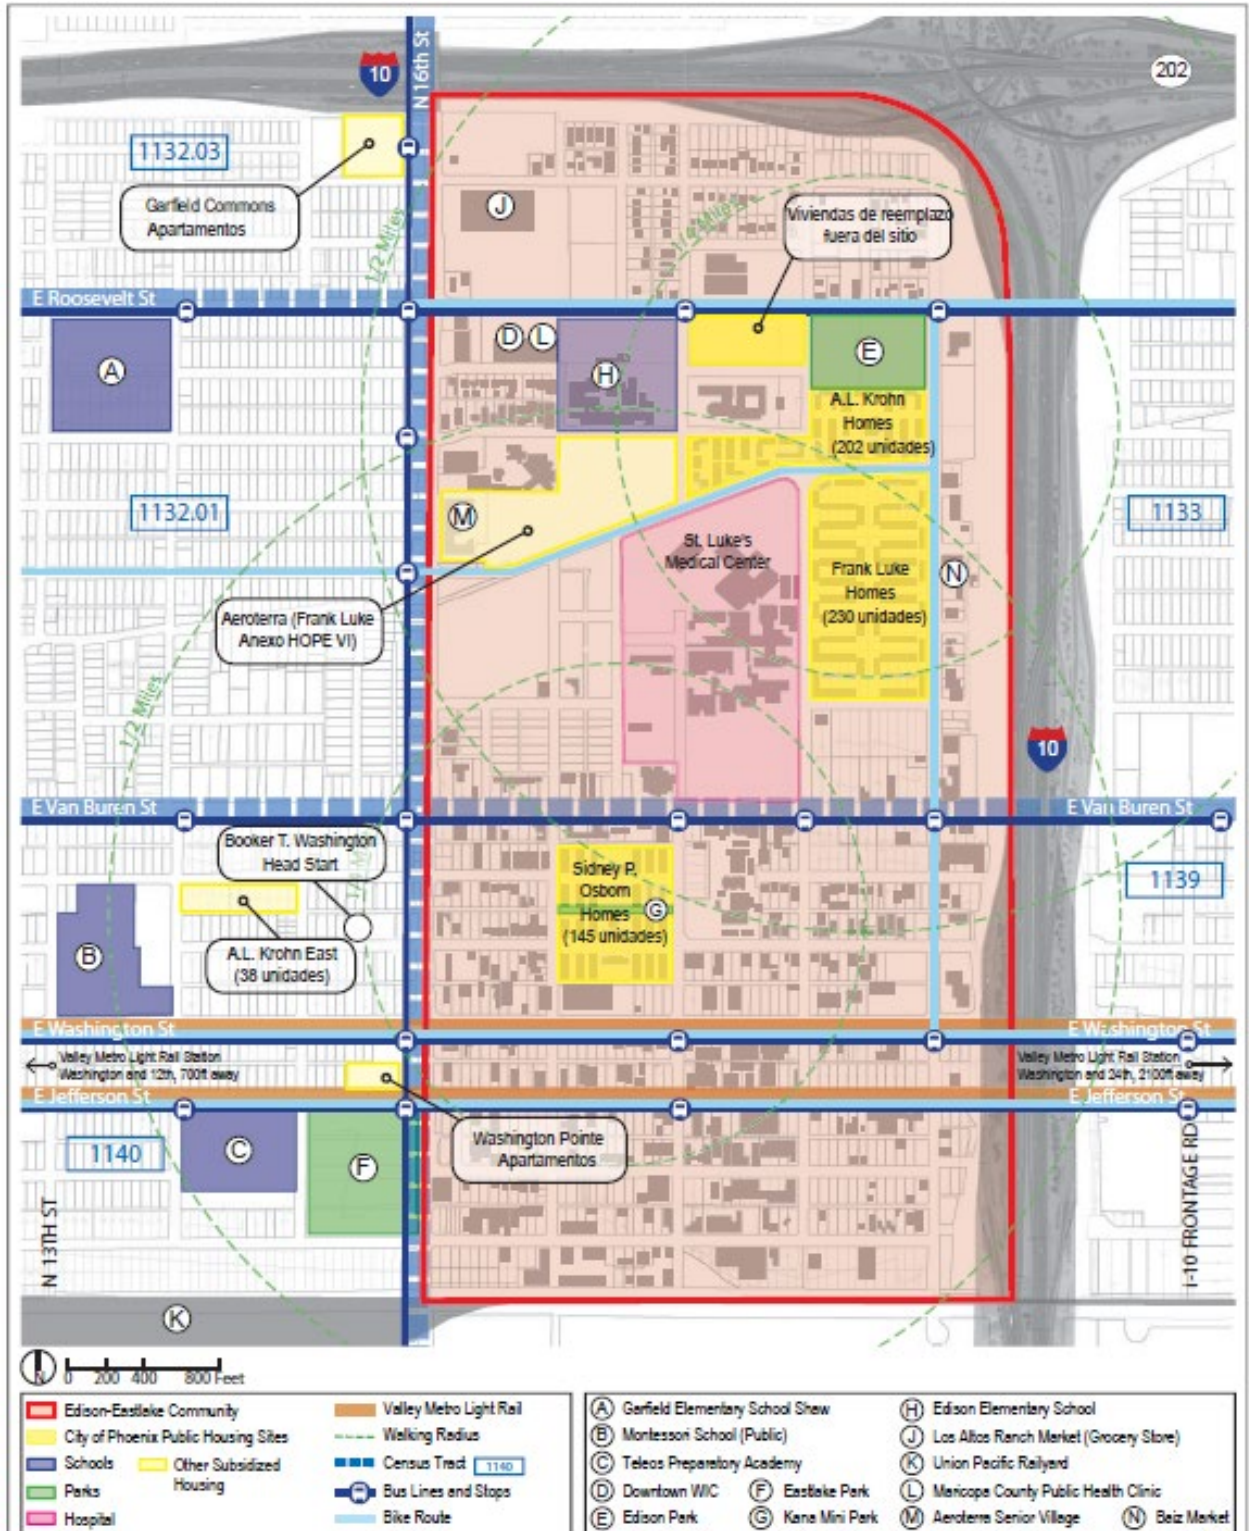 N 16th St
10
202
1132.03
Garfield Commons
Apartamentos
J
1/2 Miles
1/4 Miles
Viviendas de reemplazo
fuera del sitio
E Roosevelt St
A
D
L
H
E
A.L. Krohn
Homes
(202 unidades)
1132.01
M
1133
St. Luke's
Medical Center
Frank Luke
Homes
(230 unidades)
N
Aeroterra (Frank Luke
Anexo HOPE VI)
1/2 Miles
10
E Van Buren St
E Van Buren St
Booker T. Washington
Head Start
1/4 M
Sidney P.
Osborn
Homes
(145 unidades)
G
1139
B
A.L. Krohn East
(38 unidades)
E Washington St
E Washington St
Valley Metro Light Rail Station
Washington and 12th, 700ft away
Valley Metro Light Rail Station
Washington and 24th, 2100ft away
E Jefferson St
E Jefferson St
1140
C
F
Washington Pointe
Apartamentos
N 13TH ST
I-10 FRONTAGE RD
K
N
0 200 400 800 Feet
Edison-Eastlake Community
City of Phoenix Public Housing Sites
Schools
Other Subsidized
Housing
Parks
Hospital
Valley Metro Light Rail
Walking Radius
Census Tract 1140
Bus Lines and Stops
Bike Route
A Garfield Elementary School Shaw
B Montessori School (Public)
C Teleos Preparatory Academy
D Downtown WIC F Eastlake Park
E Edison Park G Kana Mini Park
H Edison Elementary School
J Los Altos Ranch Market (Grocery Store)
K Union Pacific Railyard
L Maricopa County Public Health Clinic
M Aeroterra Senior Village N Baiz Market